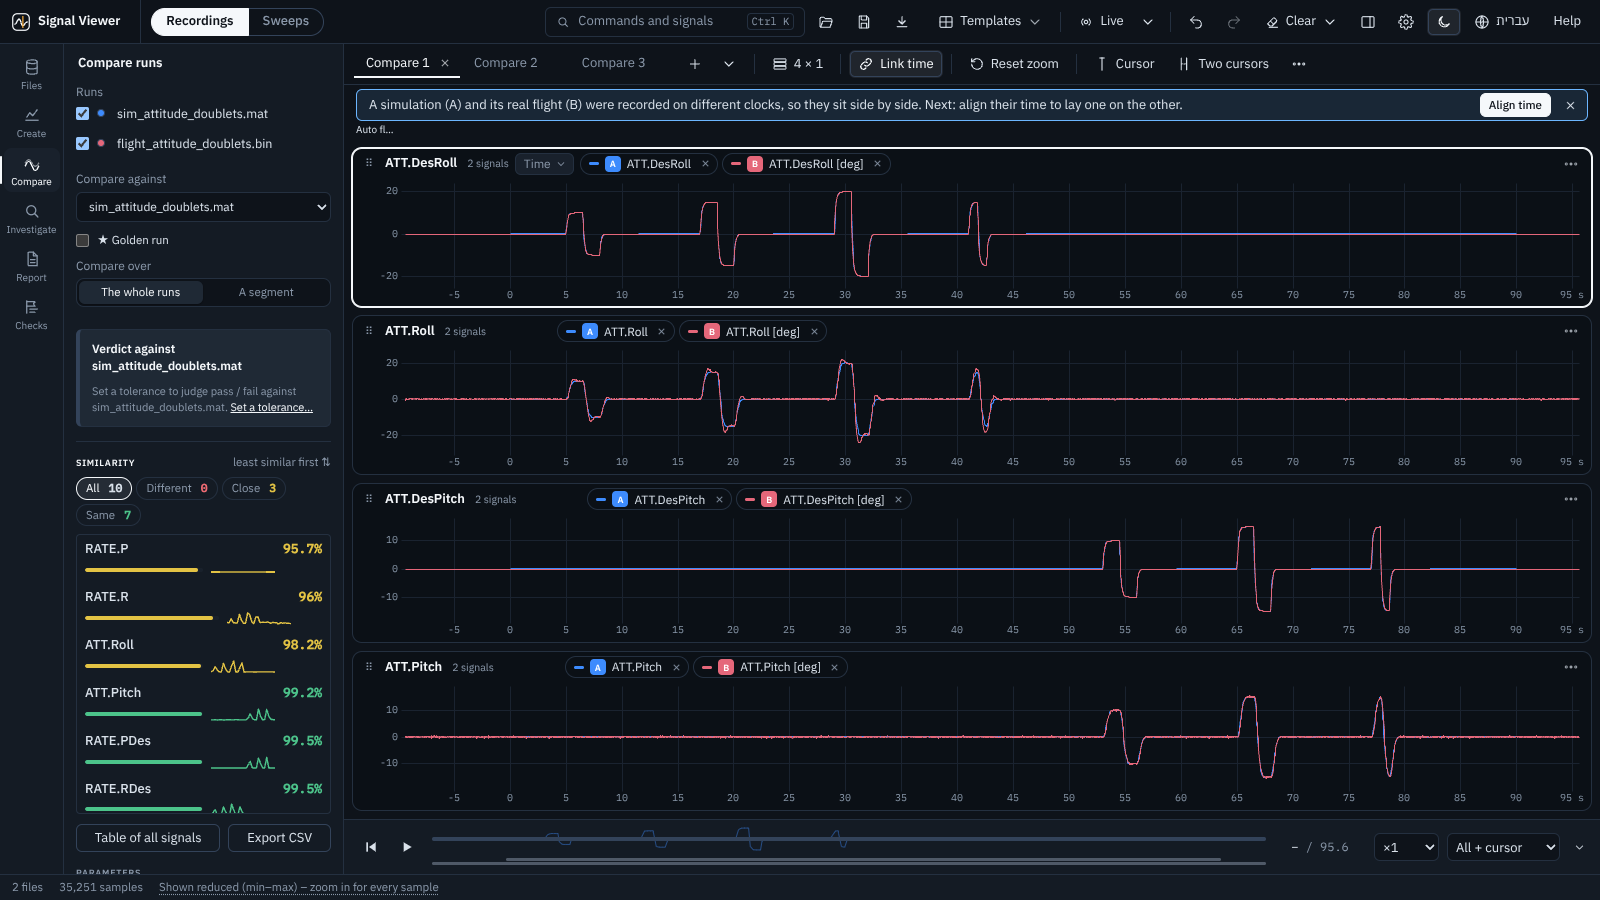 Signal Viewer
Recordings
Sweeps
Commands and signals
Ctrl K
Templates
Live
Clear
עברית
Help
Files
Create
Compare
Investigate
Report
Checks
Compare runs
Runs
sim_attitude_doublets.mat
flight_attitude_doublets.bin
Compare against
sim_attitude_doublets.mat
★ Golden run
Compare over
The whole runs
A segment
Verdict against
sim_attitude_doublets.mat
Set a tolerance to judge pass / fail against
sim_attitude_doublets.mat. Set a tolerance...
SIMILARITY
least similar first ⇅
All 10
Different 0
Close 3
Same 7
RATE.P 95.7%
RATE.R 96%
ATT.Roll 98.2%
ATT.Pitch 99.2%
RATE.PDes 99.5%
RATE.RDes 99.5%
Table of all signals
Export CSV
PARAMETERS
Compare 1 ×
Compare 2
Compare 3
4 × 1
Link time
Reset zoom
Cursor
Two cursors
A simulation (A) and its real flight (B) were recorded on different clocks, so they sit side by side. Next: align their time to lay one on the other.
Align time
Auto fl...
ATT.DesRoll 2 signals Time A ATT.DesRoll × B ATT.DesRoll [deg] ×
20
0
-20
-5 0 5 10 15 20 25 30 35 40 45 50 55 60 65 70 75 80 85 90 95 s
ATT.Roll 2 signals A ATT.Roll × B ATT.Roll [deg] ×
20
0
-20
-5 0 5 10 15 20 25 30 35 40 45 50 55 60 65 70 75 80 85 90 95 s
ATT.DesPitch 2 signals A ATT.DesPitch × B ATT.DesPitch [deg] ×
10
0
-10
-5 0 5 10 15 20 25 30 35 40 45 50 55 60 65 70 75 80 85 90 95 s
ATT.Pitch 2 signals A ATT.Pitch × B ATT.Pitch [deg] ×
10
0
-10
-5 0 5 10 15 20 25 30 35 40 45 50 55 60 65 70 75 80 85 90 95 s
– / 95.6
×1
All + cursor
2 files
35,251 samples
Shown reduced (min–max) – zoom in for every sample